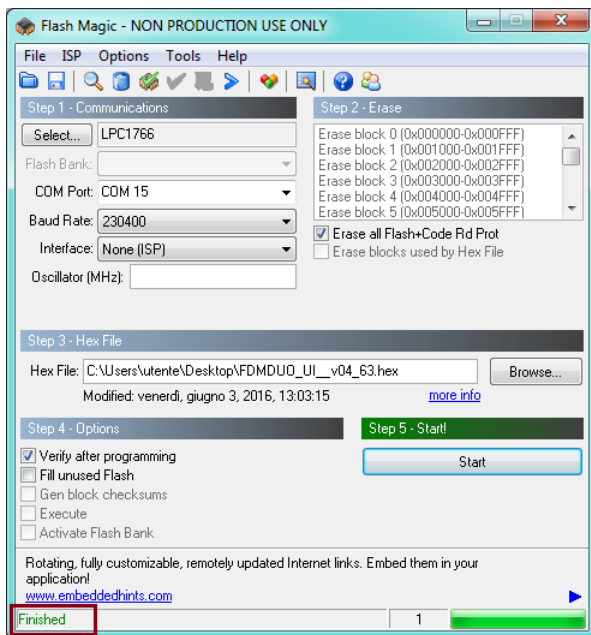 Flash Magic - NON PRODUCTION USE ONLY
File ISP Options Tools Help
Step 1 - Communications
Select... LPC1766
Flash Bank:
COM Port: COM 15
Baud Rate: 230400
Interface: None (ISP)
Oscillator (MHz):
Step 2 - Erase
Erase block 0 (0x000000-0x000FFF)
Erase block 1 (0x001000-0x001FFF)
Erase block 2 (0x002000-0x002FFF)
Erase block 3 (0x003000-0x003FFF)
Erase block 4 (0x004000-0x004FFF)
Erase block 5 (0x005000-0x005FFF)
Erase all Flash+Code Rd Prot
Erase blocks used by Hex File
Step 3 - Hex File
Hex File: C:\Users\utente\Desktop\FDMDUO_UI__v04_63.hex Browse...
Modified: venerdì, giugno 3, 2016, 13:03:15 more info
Step 4 - Options
Verify after programming
Fill unused Flash
Gen block checksums
Execute
Activate Flash Bank
Step 5 - Start!
Start
Rotating, fully customizable, remotely updated Internet links. Embed them in your
application!
www.embeddedhints.com
Finished 1